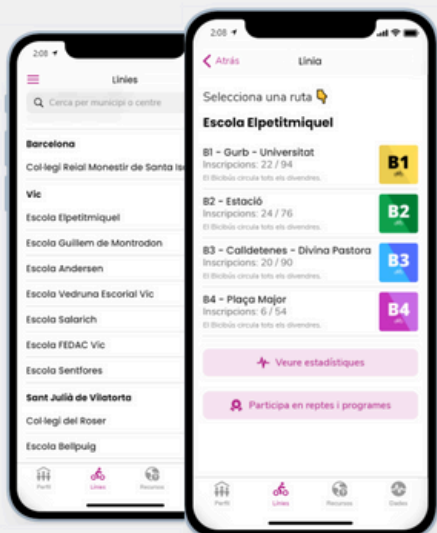 2:08
Línies
Cerca per municipi o centre
Barcelona
Col·legi Reial Monestir de Santa Is
Vic
Escola Elpetitmiquel
Escola Guillem de Montrodon
Escola Andersen
Escola Vedruna Escorial Vic
Escola Salarich
Escola FEDAC Vic
Escola Sentfores
Sant Julià de Vilatorta
Col·legi del Roser
Escola Bellpuig
Perfil
Línies
Recursos
2:08
Atrás
Línia
Selecciona una ruta 👇
Escola Elpetitmiquel
B1 - Gurb - Universitat
Inscripcions: 22 / 94
El Bicibús circula tots els divendres.
B1
B2 - Estació
Inscripcions: 24 / 76
El Bicibús circula tots els divendres.
B2
B3 - Calldetenes - Divina Pastora
Inscripcions: 20 / 90
El Bicibús circula tots els divendres.
B3
B4 - Plaça Major
Inscripcions: 6 / 54
El Bicibús circula tots els divendres.
B4
Veure estadístiques
Participa en reptes i programes
Perfil
Línies
Recursos
Dades